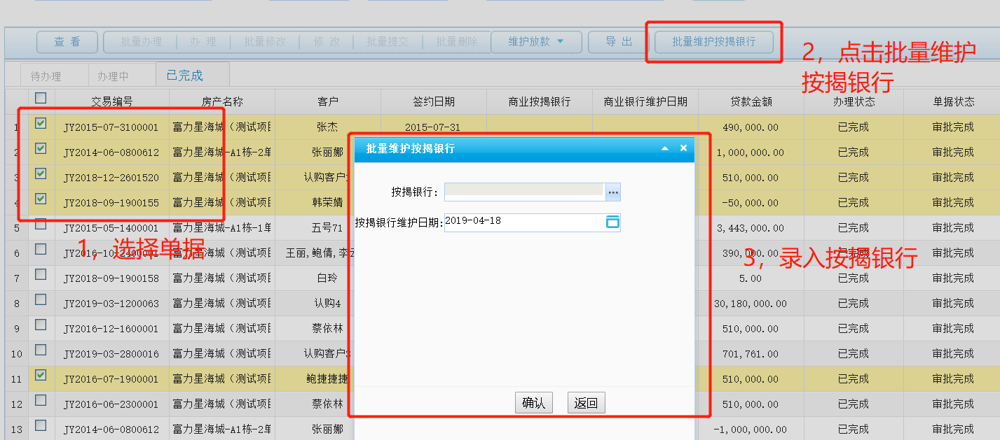 查 看 批量办理 办 理 批量修改 修 改 批量提交 批量删除 维护放款 导 出 批量维护按揭银行
2，点击批量维护
按揭银行
待办理 办理中 已完成
交易编号 房产名称 客户 签约日期 商业按揭银行 商业银行维护日期 贷款金额 办理状态 单据状态
1 JY2015-07-3100001 富力星海城（测试项目 张杰 2015-07-31 490,000.00 已完成 审批完成
2 JY2014-06-0800612 富力星海城-A1栋-2单 张丽娜 1,000,000.00 已完成 审批完成
3 JY2018-12-2601520 富力星海城（测试项目 认购客户 510,000.00 已完成 审批完成
4 JY2018-09-1900155 富力星海城（测试项目 韩荣婧 -50,000.00 已完成 审批完成
5 JY2015-05-1400001 富力星海城-A1栋-1单 五号71 3,443,000.00 已完成 审批完成
6 JY2016-10-2400001 富力星海城（测试项目 王丽,鲍倩,李 390,000.00 已完成 审批完成
7 JY2018-09-1900158 富力星海城（测试项目 白玲 5.00 已完成 审批完成
8 JY2019-03-1200063 富力星海城（测试项目 认购4 30,180,000.00 已完成 审批完成
9 JY2016-12-1600001 富力星海城（测试项目 蔡依林 510,000.00 已完成 审批完成
10 JY2019-03-2800016 富力星海城（测试项目 认购客户3 701,761.00 已完成 审批完成
11 JY2016-07-1900001 富力星海城（测试项目 鲍捷捷捷 510,000.00 已完成 审批完成
12 JY2016-06-2300001 富力星海城（测试项目 蔡依林 510,000.00 已完成 审批完成
13 JY2014-06-0800612 富力星海城-A1栋-2单 张丽娜 -1,000,000.00 已完成 审批完成
1，选择单据
批量维护按揭银行
按揭银行： ...
按揭银行维护日期: 2019-04-18
确认 返回
3，录入按揭银行